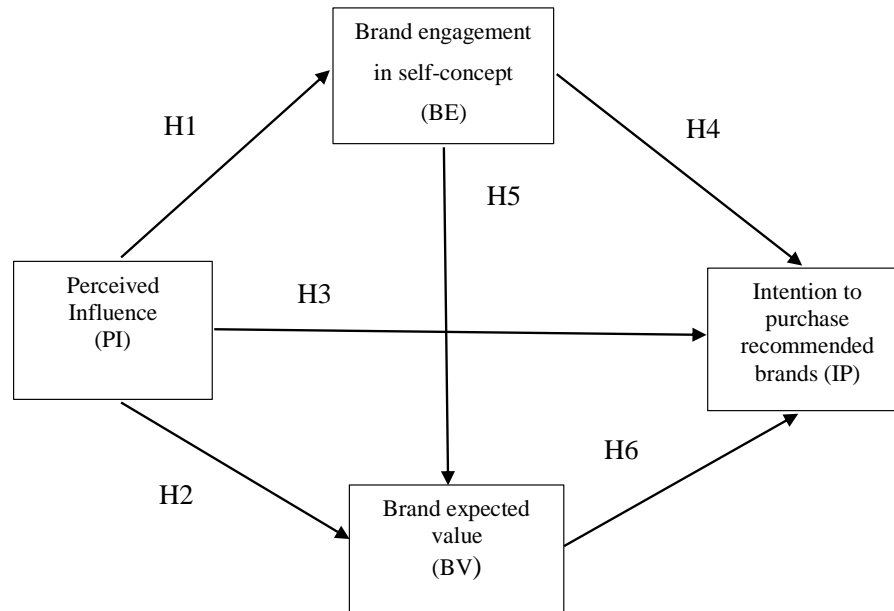 Brand engagement
in self-concept
(BE)
H1
H4
H5
Perceived
Influence
(PI)
H3
Intention to
purchase
recommended
brands (IP)
H2
H6
Brand expected
value
(BV)